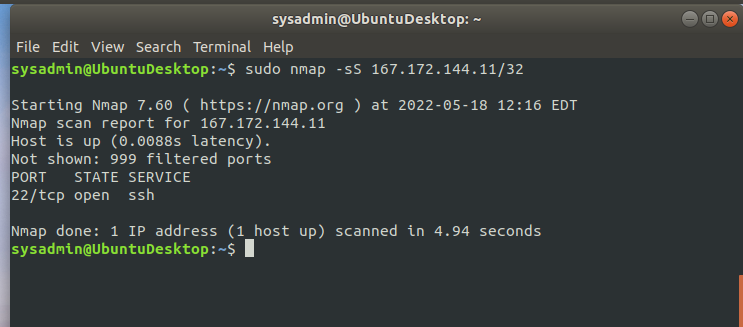 sysadmin@UbuntuDesktop: ~
File Edit View Search Terminal Help
sysadmin@UbuntuDesktop:~$ sudo nmap -sS 167.172.144.11/32
Starting Nmap 7.60 ( https://nmap.org ) at 2022-05-18 12:16 EDT
Nmap scan report for 167.172.144.11
Host is up (0.0088s latency).
Not shown: 999 filtered ports
PORT   STATE SERVICE
22/tcp open  ssh
Nmap done: 1 IP address (1 host up) scanned in 4.94 seconds
sysadmin@UbuntuDesktop:~$